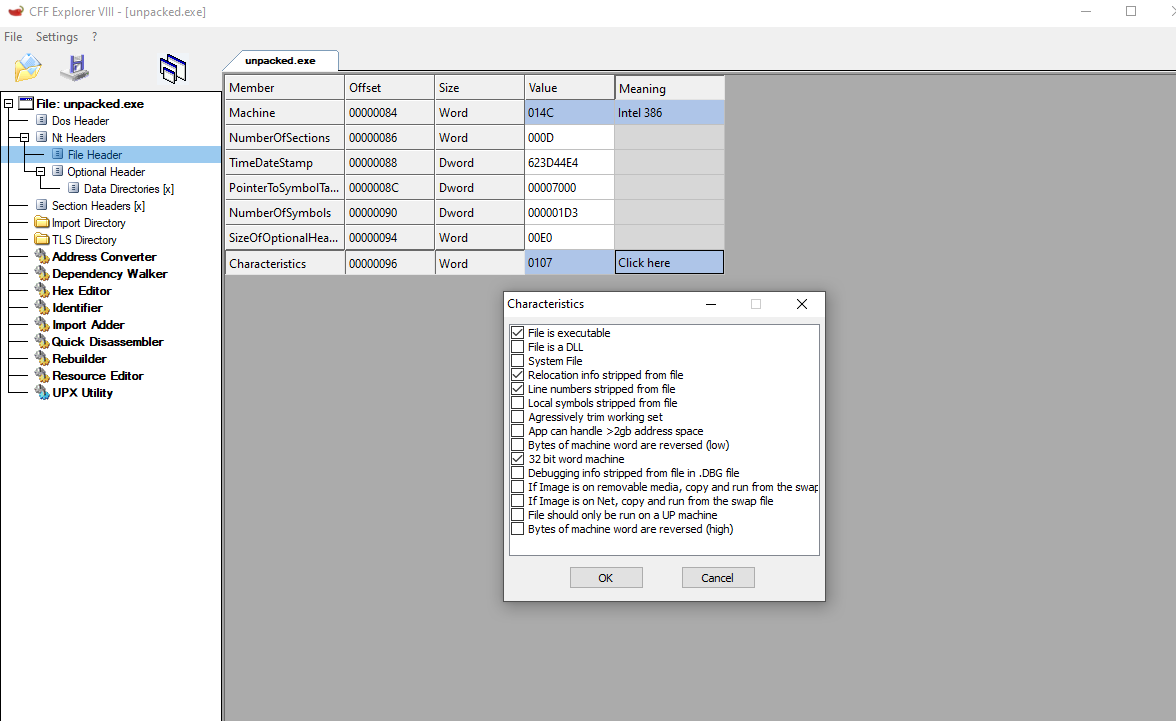 CFF Explorer VIII - [unpacked.exe]
File Settings ?
unpacked.exe
File: unpacked.exe
Dos Header
Nt Headers
File Header
Optional Header
Data Directories [x]
Section Headers [x]
Import Directory
TLS Directory
Address Converter
Dependency Walker
Hex Editor
Identifier
Import Adder
Quick Disassembler
Rebuilder
Resource Editor
UPX Utility
Member Offset Size Value Meaning
Machine 00000084 Word 014C Intel 386
NumberOfSections 00000086 Word 000D
TimeDateStamp 00000088 Dword 623D44E4
PointerToSymbolTa... 0000008C Dword 00007000
NumberOfSymbols 00000090 Dword 000001D3
SizeOfOptionalHea... 00000094 Word 00E0
Characteristics 00000096 Word 0107 Click here
Characteristics
File is executable
File is a DLL
System File
Relocation info stripped from file
Line numbers stripped from file
Local symbols stripped from file
Agressively trim working set
App can handle >2gb address space
Bytes of machine word are reversed (low)
32 bit word machine
Debugging info stripped from file in .DBG file
If Image is on removable media, copy and run from the swap
If Image is on Net, copy and run from the swap file
File should only be run on a UP machine
Bytes of machine word are reversed (high)
OK Cancel